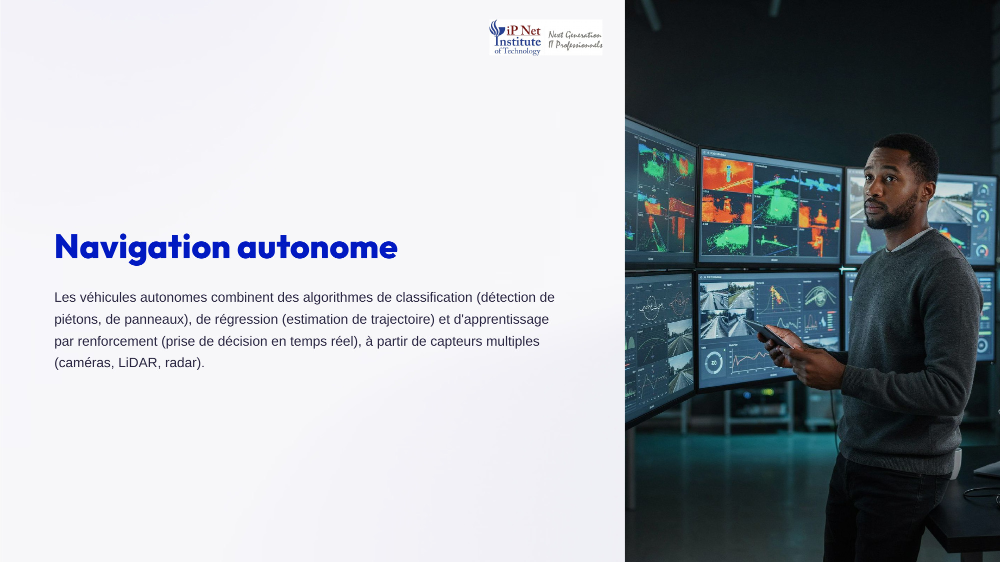 iP Net
Institute
of Technology
Next Generation
IT Professionnels
Navigation autonome
Les véhicules autonomes combinent des algorithmes de classification (détection de
piétons, de panneaux), de régression (estimation de trajectoire) et d'apprentissage
par renforcement (prise de décision en temps réel), à partir de capteurs multiples
(caméras, LiDAR, radar).